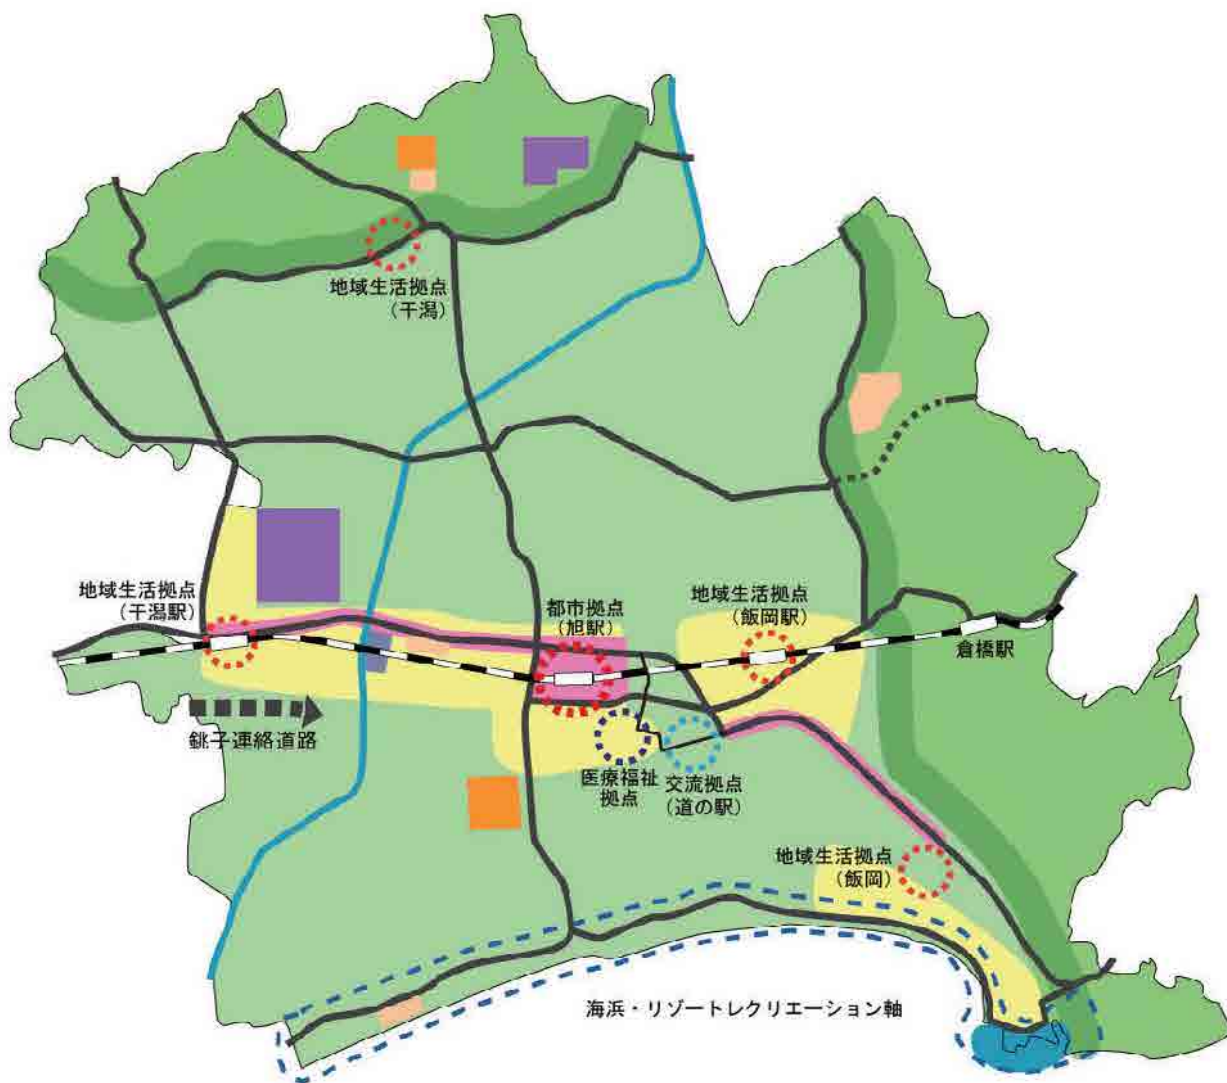 地域生活拠点
（干潟）
地域生活拠点
（干潟駅）
都市拠点
（旭駅）
地域生活拠点
（飯岡駅）
倉橋駅
銚子連絡道路
医療福祉
拠点
交流拠点
（道の駅）
地域生活拠点
（飯岡）
海浜・リゾートレクリエーション軸